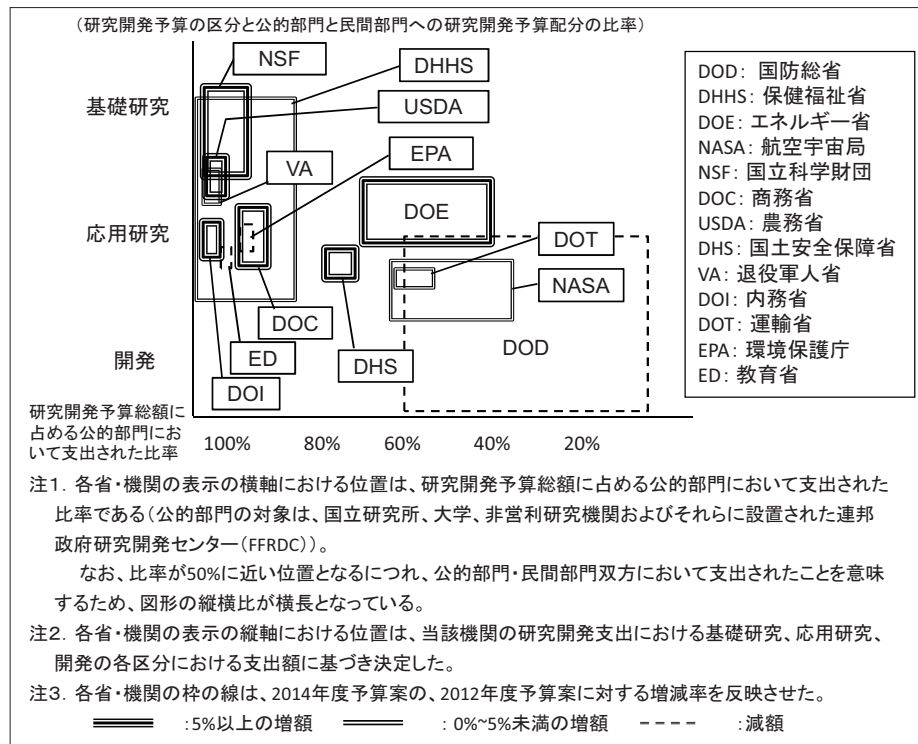 (研究開発予算の区分と公的部門と民間部門への研究開発予算配分の比率)
NSF
DHHS
基礎研究
USDA
EPA
VA
DOE
応用研究
DOT
NASA
DOC
DOD
開発
ED
DHS
DOI
DOD: 国防総省
DHHS: 保健福祉省
DOE: エネルギー省
NASA: 航空宇宙局
NSF: 国立科学財団
DOC: 商務省
USDA: 農務省
DHS: 国土安全保障省
VA: 退役軍人省
DOI: 内務省
DOT: 運輸省
EPA: 環境保護庁
ED: 教育省
研究開発予算総額に
占める公的部門にお
いて支出された比率
100% 80% 60% 40% 20%
注1. 各省・機関の表示の横軸における位置は、研究開発予算総額に占める公的部門において支出された
比率である(公的部門の対象は、国立研究所、大学、非営利研究機関およびそれらに設置された連邦
政府研究開発センター(FFRDC))。
なお、比率が50%に近い位置となるにつれ、公的部門・民間部門双方において支出されたことを意味
するため、図形の縦横比が横長となっている。
注2. 各省・機関の表示の縦軸における位置は、当該機関の研究開発支出における基礎研究、応用研究、
開発の各区分における支出額に基づき決定した。
注3. 各省・機関の枠の線は、2014年度予算案の、2012年度予算案に対する増減率を反映させた。
:5%以上の増額 : 0%~5%未満の増額 :減額